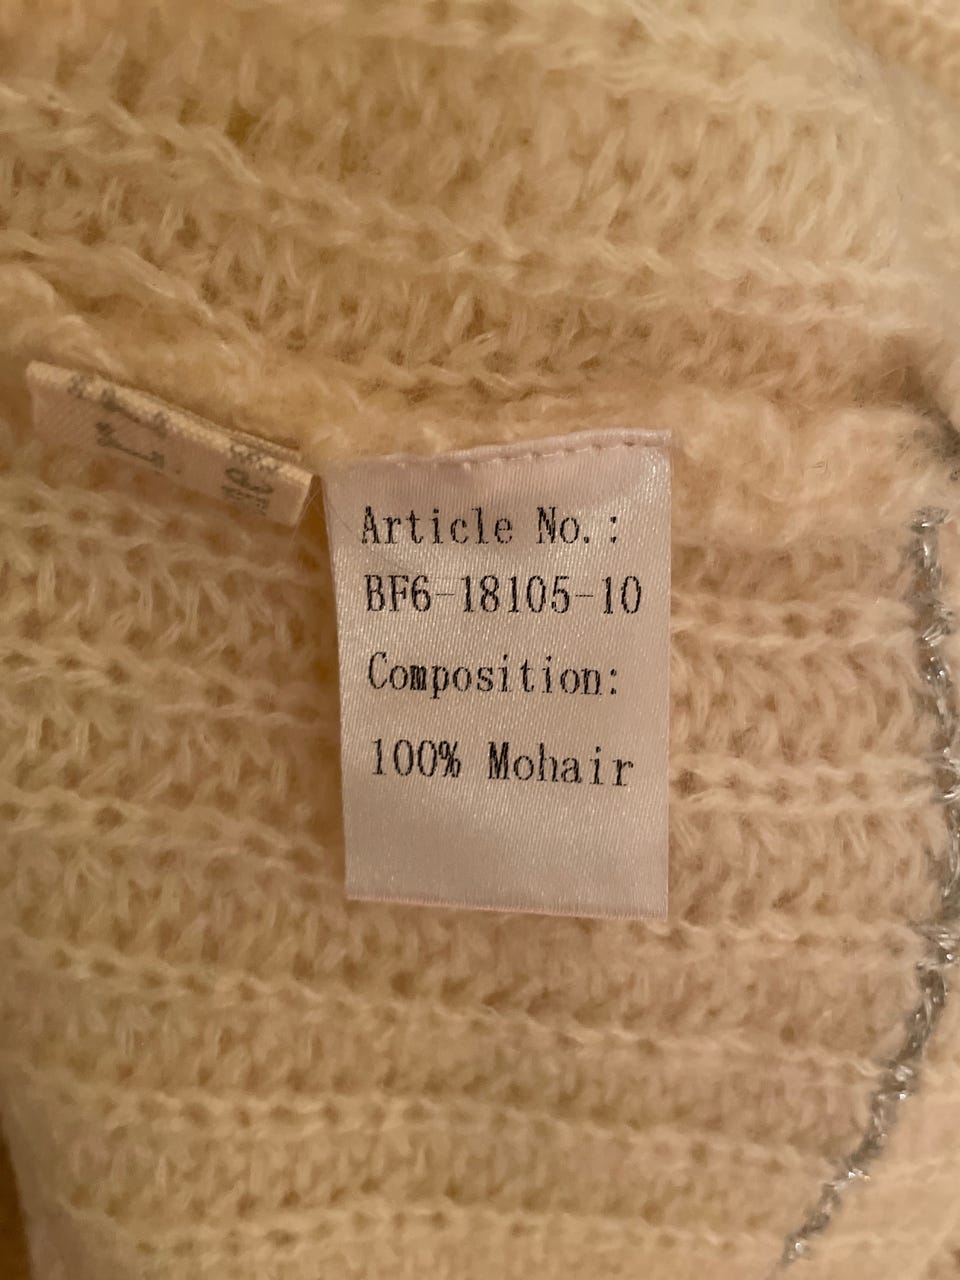 Article No.:
BF6-18105-10
Composition:
100% Mohair